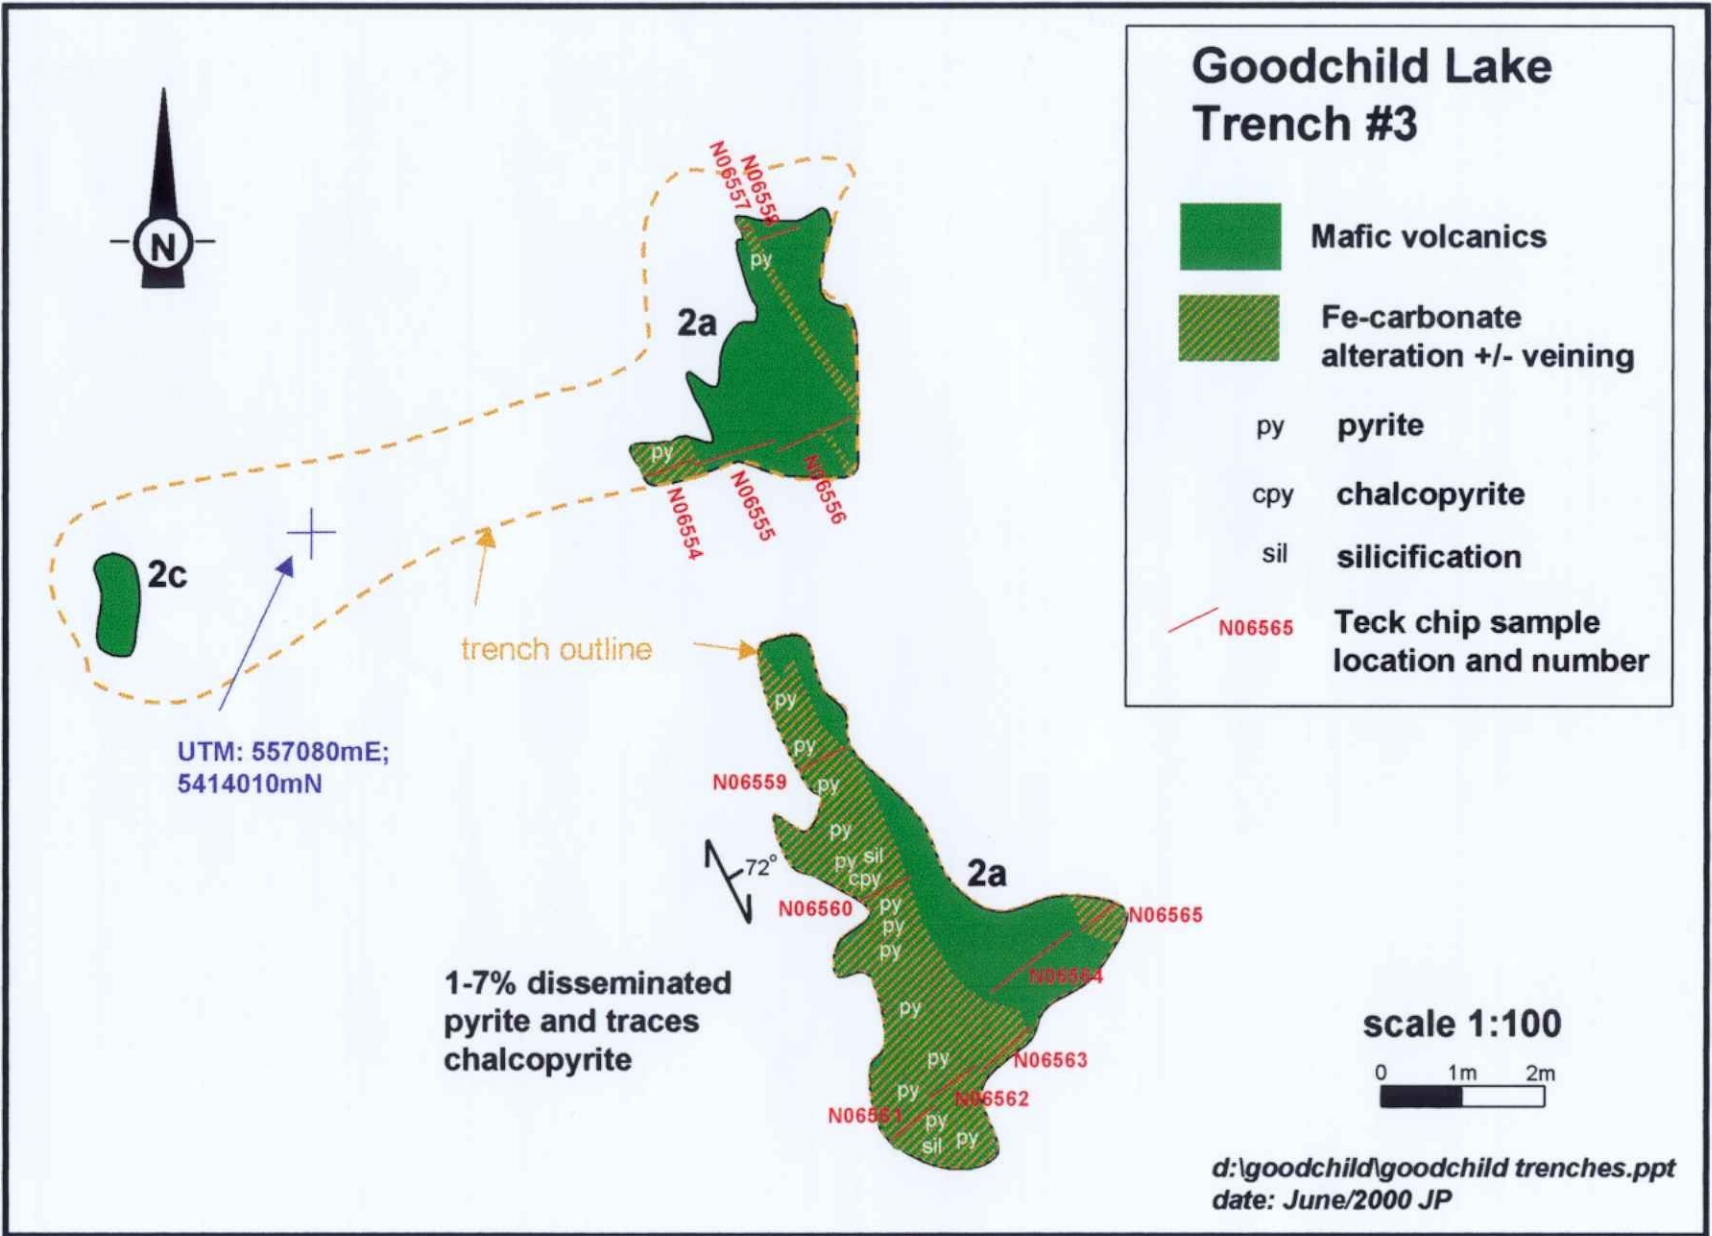 Goodchild Lake
Trench #3
Mafic volcanics
Fe-carbonate
alteration +/- veining
py pyrite
cpy chalcopyrite
sil silicification
N06565 Teck chip sample
location and number
N
N06557
N06558
py
2a
py
N06554
N06555
N06556
2c
trench outline
UTM: 557080mE;
5414010mN
py
py
N06559
py
py
py sil
cpy
72°
2a
N06560
py
py
py
N06565
N06564
py
py
N06563
py
N06562
N06561
py
sil
py
1-7% disseminated
pyrite and traces
chalcopyrite
scale 1:100
0 1m 2m
d:\goodchild\goodchild trenches.ppt
date: June/2000 JP